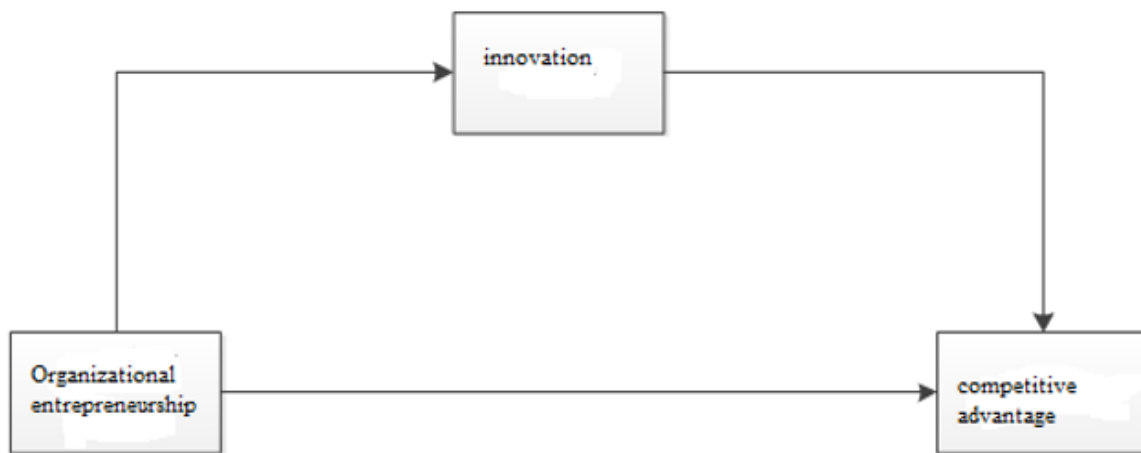 innovation
Organizational
entrepreneurship
competitive
advantage